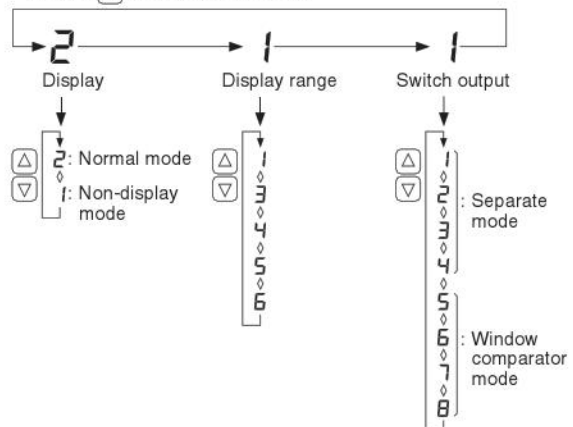 2 1 1
Display Display range Switch output
2: Normal mode
1: Non-display
mode
1
3
4
5
6
1
2
3
4
: Separate
mode
5
6
7
8
: Window
comparator
mode